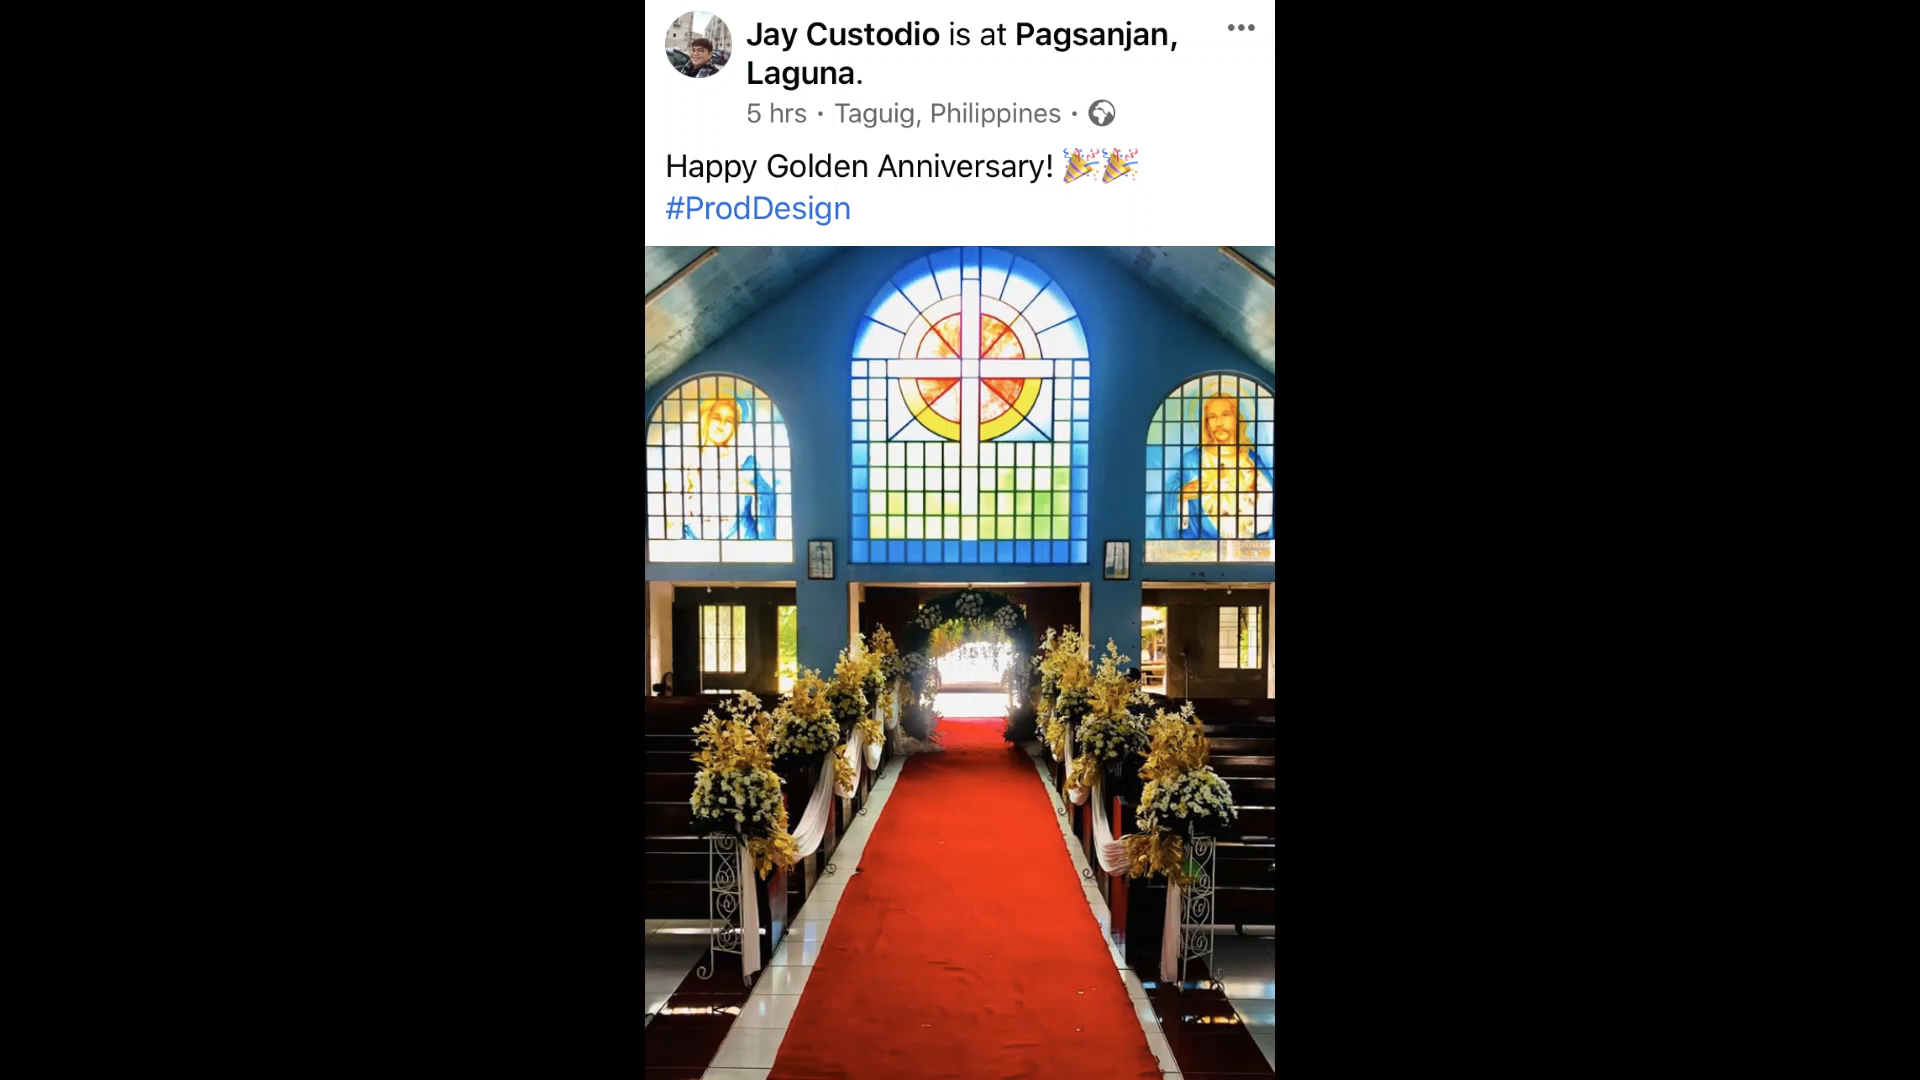 Jay Custodio is at Pagsanjan,
Laguna.
5 hrs · Taguig, Philippines ·
Happy Golden Anniversary! 🎉🎉
#ProdDesign